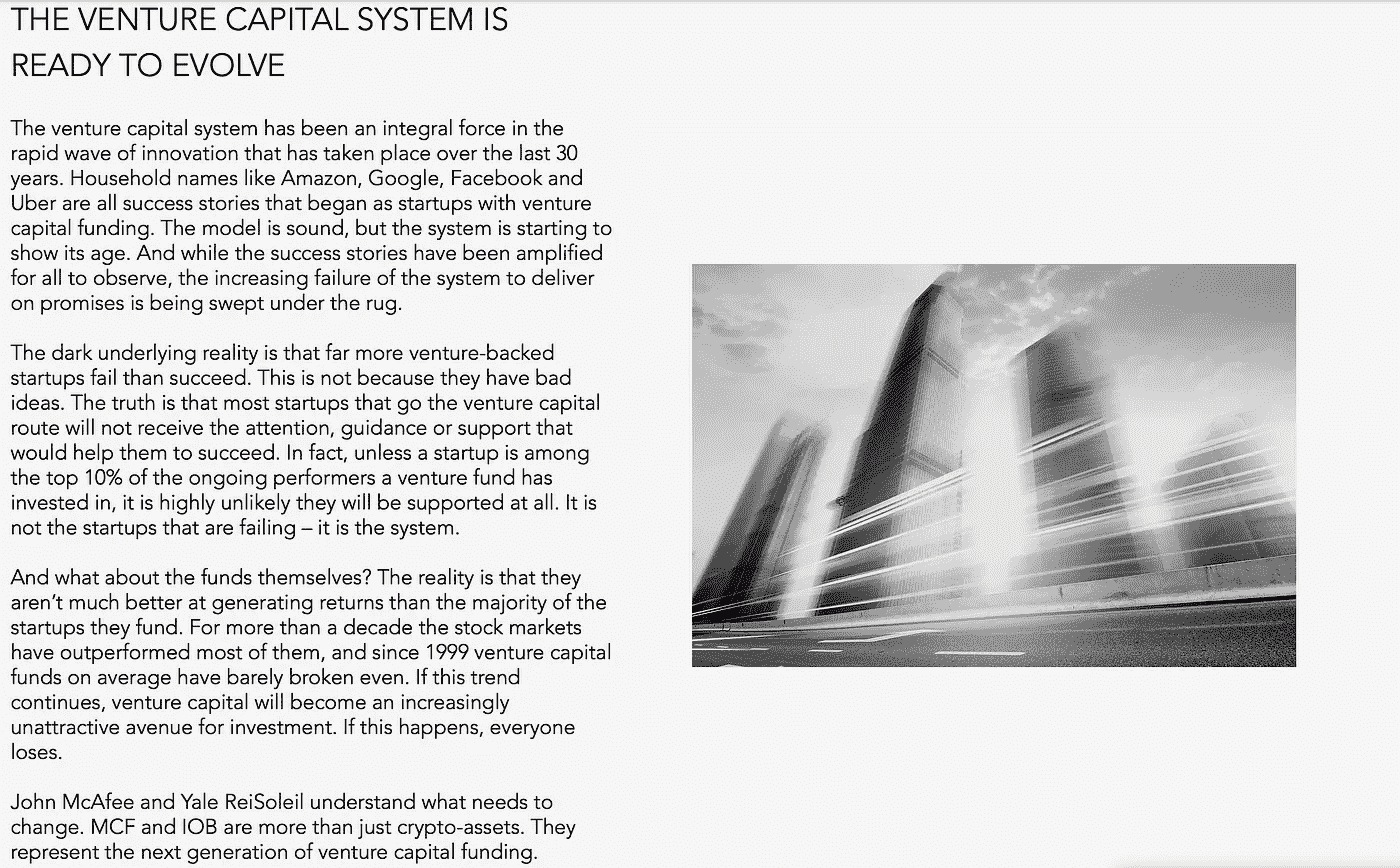 THE VENTURE CAPITAL SYSTEM IS
READY TO EVOLVE
The venture capital system has been an integral force in the
rapid wave of innovation that has taken place over the last 30
years. Household names like Amazon, Google, Facebook and
Uber are all success stories that began as startups with venture
capital funding. The model is sound, but the system is starting to
show its age. And while the success stories have been amplified
for all to observe, the increasing failure of the system to deliver
on promises is being swept under the rug.
The dark underlying reality is that far more venture-backed
startups fail than succeed. This is not because they have bad
ideas. The truth is that most startups that go the venture capital
route will not receive the attention, guidance or support that
would help them to succeed. In fact, unless a startup is among
the top 10% of the ongoing performers a venture fund has
invested in, it is highly unlikely they will be supported at all. It is
not the startups that are failing – it is the system.
And what about the funds themselves? The reality is that they
aren’t much better at generating returns than the majority of the
startups they fund. For more than a decade the stock markets
have outperformed most of them, and since 1999 venture capital
funds on average have barely broken even. If this trend
continues, venture capital will become an increasingly
unattractive avenue for investment. If this happens, everyone
loses.
John McAfee and Yale ReiSoleil understand what needs to
change. MCF and IOB are more than just crypto-assets. They
represent the next generation of venture capital funding.